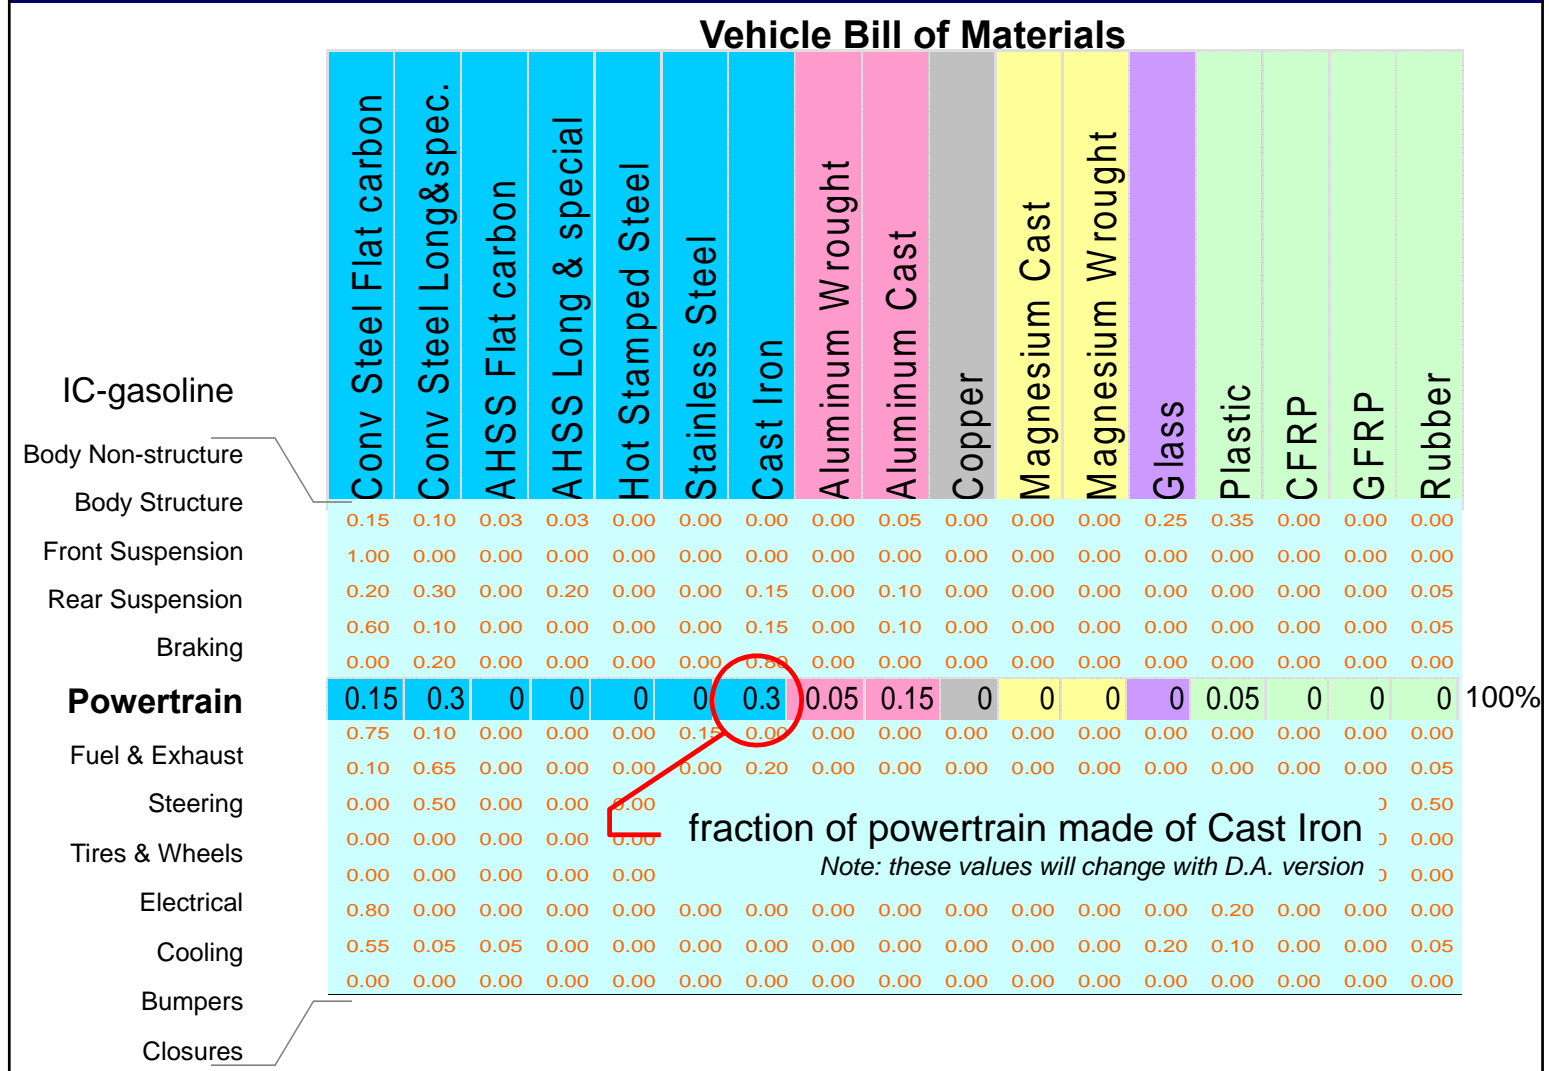 Vehicle Bill of Materials
Conv Steel Flat carbon
Conv Steel Long&spec.
AHSS Flat carbon
AHSS Long & special
Hot Stamped Steel
Stainless Steel
Cast Iron
Aluminum Wrought
Aluminum Cast
Copper
Magnesium Cast
Magnesium Wrought
Glass
Plastic
CFRP
GFRP
Rubber
IC-gasoline
Body Non-structure
Body Structure
0.15 0.10 0.03 0.03 0.00 0.00 0.00 0.00 0.05 0.00 0.00 0.00 0.25 0.35 0.00 0.00 0.00
Front Suspension
1.00 0.00 0.00 0.00 0.00 0.00 0.00 0.00 0.00 0.00 0.00 0.00 0.00 0.00 0.00 0.00 0.00
Rear Suspension
0.20 0.30 0.00 0.20 0.00 0.00 0.15 0.00 0.10 0.00 0.00 0.00 0.00 0.00 0.00 0.00 0.05
0.60 0.10 0.00 0.00 0.00 0.00 0.15 0.00 0.10 0.00 0.00 0.00 0.00 0.00 0.00 0.00 0.05
Braking
0.00 0.20 0.00 0.00 0.00 0.00 0.80 0.00 0.00 0.00 0.00 0.00 0.00 0.00 0.00 0.00 0.00
Powertrain 0.15 0.3 0 0 0 0 0.3 0.05 0.15 0 0 0 0 0.05 0 0 0 100%
0.75 0.10 0.00 0.00 0.00 0.15 0.00 0.00 0.00 0.00 0.00 0.00 0.00 0.00 0.00 0.00 0.00
Fuel & Exhaust
0.10 0.65 0.00 0.00 0.00 0.00 0.20 0.00 0.00 0.00 0.00 0.00 0.00 0.00 0.00 0.00 0.05
Steering
0.00 0.50 0.00 0.00 0.00 0.50
fraction of powertrain made of Cast Iron
0.00 0.00 0.00 0.00 0.00 0.00
Tires & Wheels
Note: these values will change with D.A. version
0.00 0.00 0.00 0.00 0.00 0.00
Electrical
0.80 0.00 0.00 0.00 0.00 0.00 0.00 0.00 0.00 0.00 0.00 0.00 0.00 0.20 0.00 0.00 0.00
Cooling
0.55 0.05 0.05 0.00 0.00 0.00 0.00 0.00 0.00 0.00 0.00 0.00 0.20 0.10 0.00 0.00 0.05
0.00 0.00 0.00 0.00 0.00 0.00 0.00 0.00 0.00 0.00 0.00 0.00 0.00 0.00 0.00 0.00 0.00
Bumpers
Closures